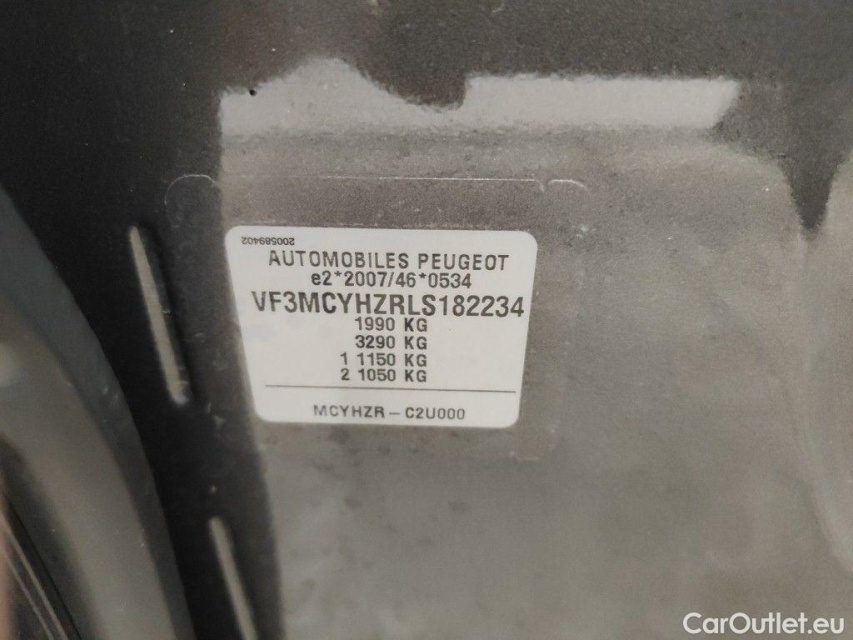 200589402
AUTOMOBILES PEUGEOT
e2*2007/46*0534
VF3MCYHZRLS182234
1990 KG
3290 KG
1 1150 KG
2 1050 KG
MCYHZR-C2U000
CarOutlet.eu